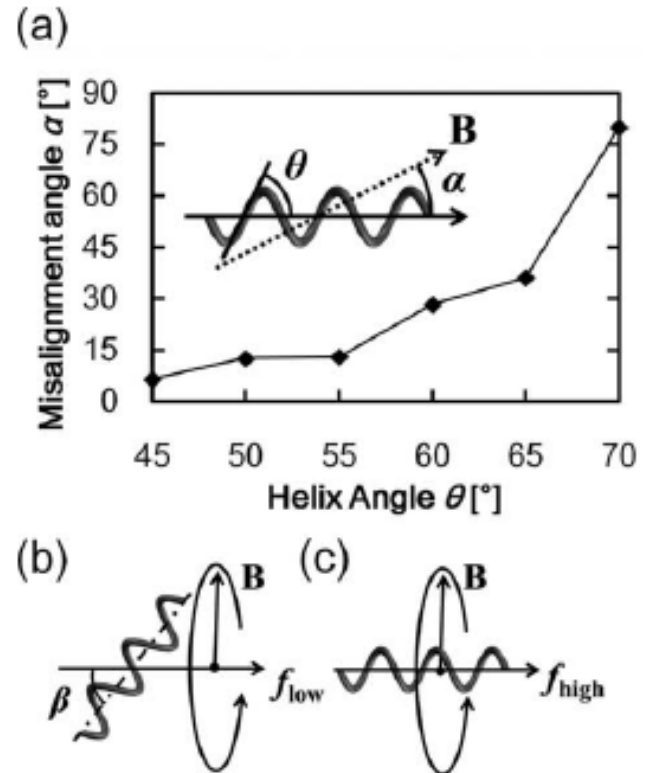 (a)
Misalignment angle α [°]
90
75
60
45
30
15
0
θ
B
α
45 50 55 60 65 70
Helix Angle θ [°]
(b)
B
β
f_low
(c)
B
f_high